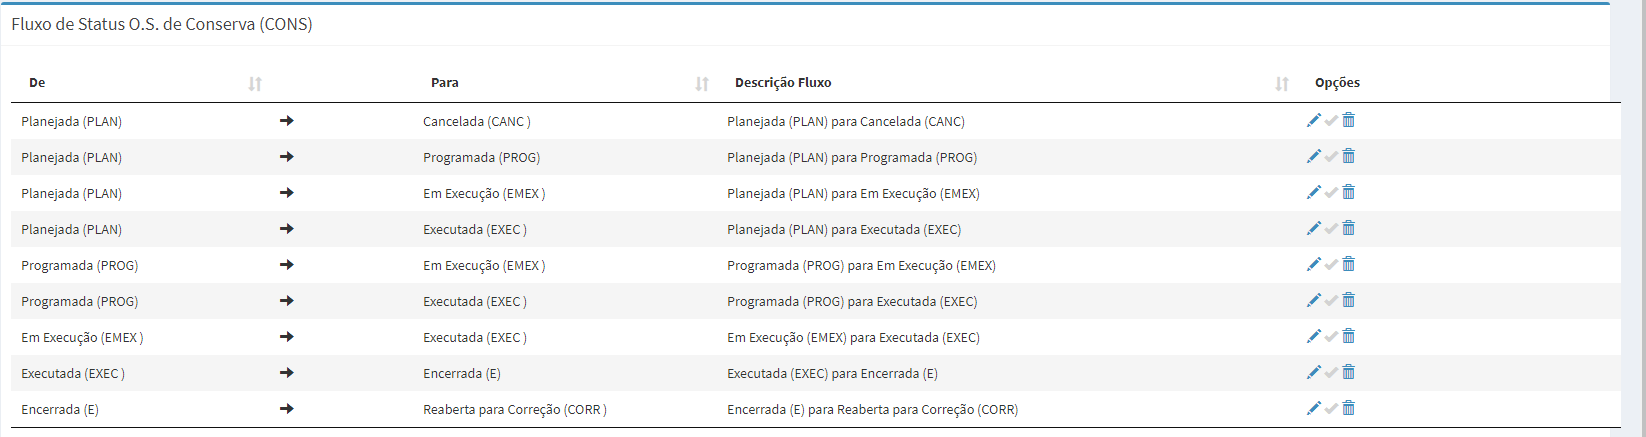 Fluxo de Status O.S. de Conserva (CONS)
De Para Descrição Fluxo Opções
Planejada (PLAN) Cancelada (CANC ) Planejada (PLAN) para Cancelada (CANC)
Planejada (PLAN) Programada (PROG) Planejada (PLAN) para Programada (PROG)
Planejada (PLAN) Em Execução (EMEX ) Planejada (PLAN) para Em Execução (EMEX)
Planejada (PLAN) Executada (EXEC ) Planejada (PLAN) para Executada (EXEC)
Programada (PROG) Em Execução (EMEX ) Programada (PROG) para Em Execução (EMEX)
Programada (PROG) Executada (EXEC ) Programada (PROG) para Executada (EXEC)
Em Execução (EMEX ) Executada (EXEC ) Em Execução (EMEX) para Executada (EXEC)
Executada (EXEC ) Encerrada (E) Executada (EXEC) para Encerrada (E)
Encerrada (E) Reaberta para Correção (CORR ) Encerrada (E) para Reaberta para Correção (CORR)